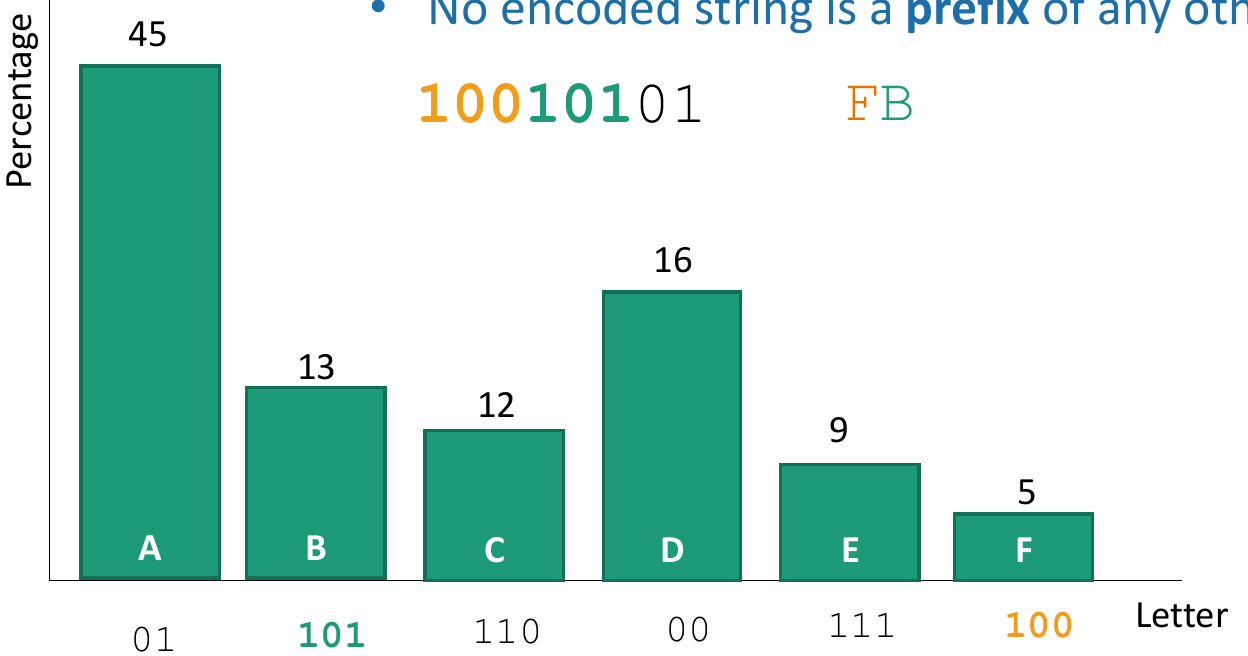 • No encoded string is a prefix of any oth
Percentage
10010101 FB
45
13
12
16
9
5
A B C D E F
01 101 110 00 111 100
Letter